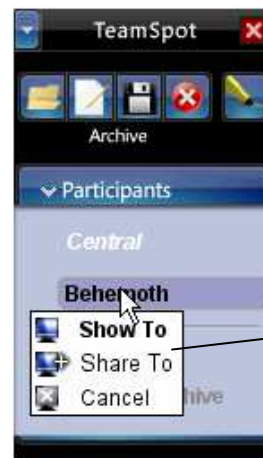 TeamSpot
Archive
Participants
Central
Behemoth
Show To
Share To
Cancel
hive